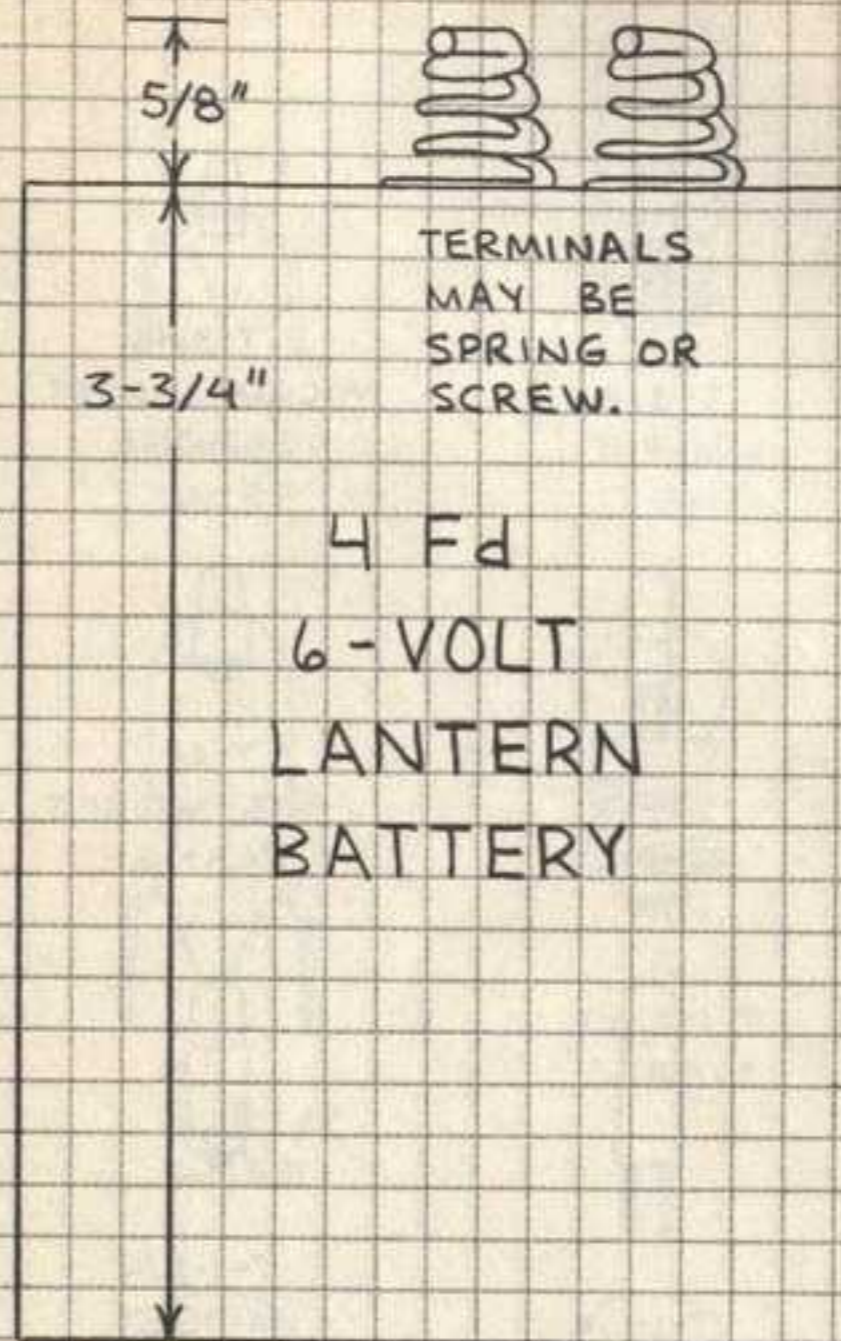 5/8"
TERMINALS
MAY BE
SPRING OR
SCREW.
3-3/4"
4 Fd
6-VOLT
LANTERN
BATTERY